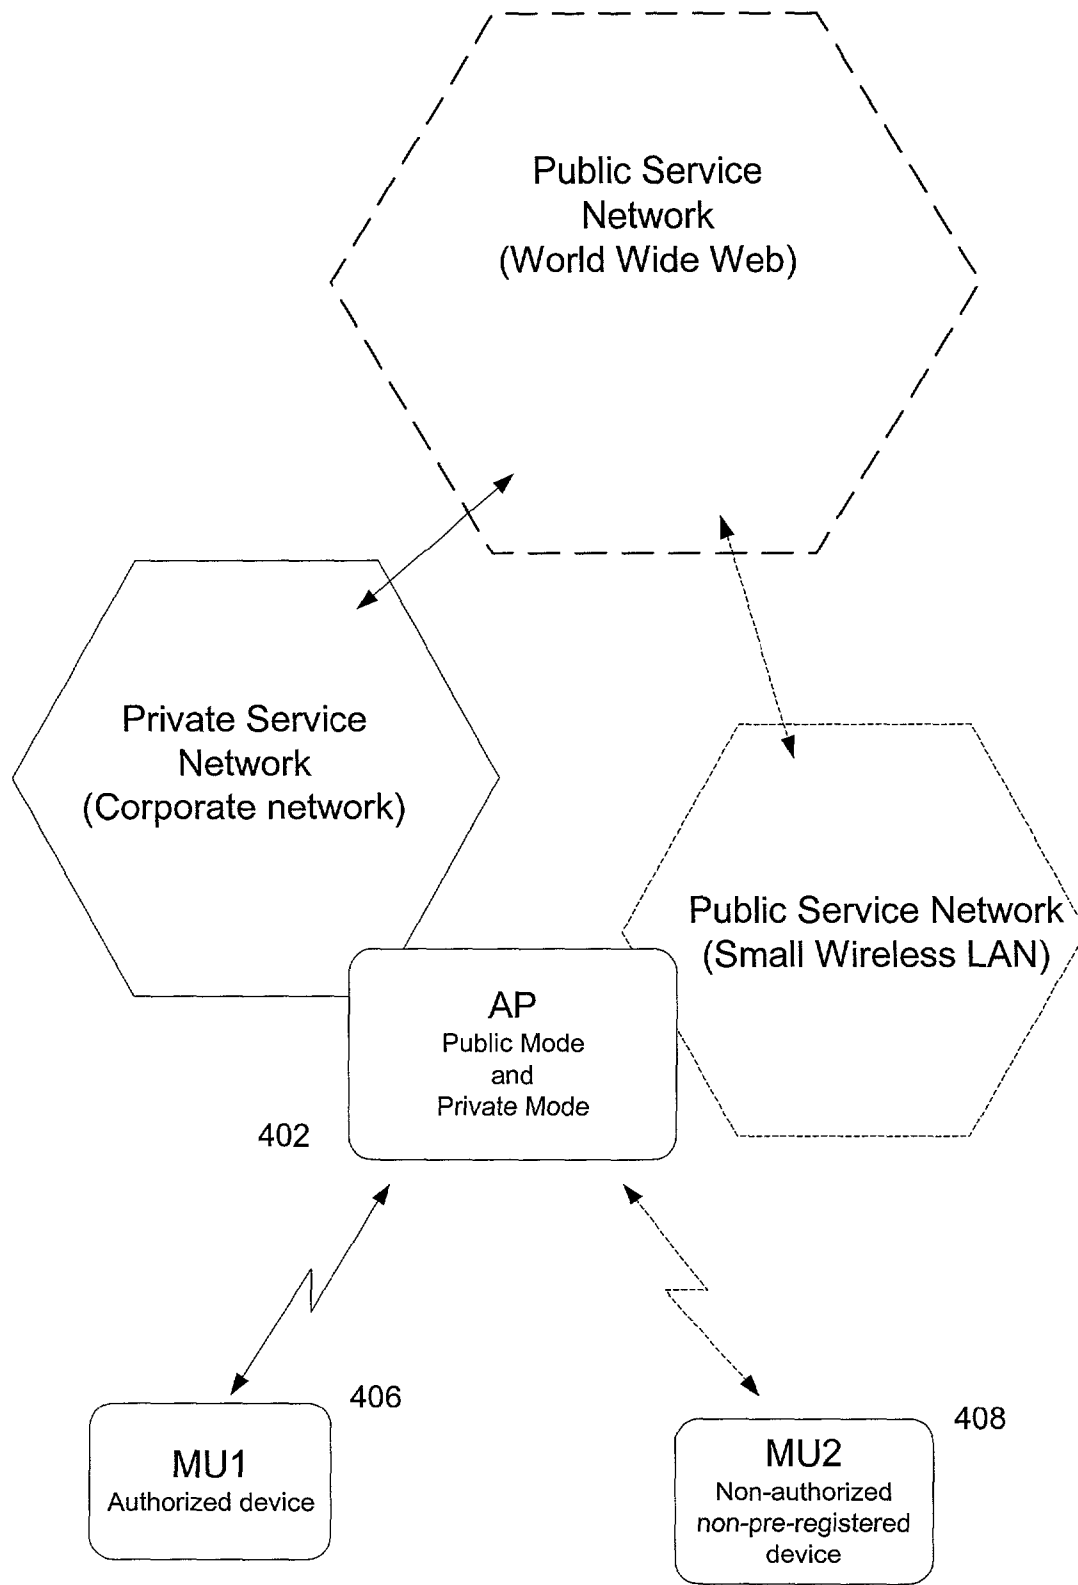 Public Service
Network
(World Wide Web)
Private Service
Network
(Corporate network)
Public Service Network
(Small Wireless LAN)
AP
Public Mode
and
Private Mode
402
406
MU1
Authorized device
408
MU2
Non-authorized
non-pre-registered
device